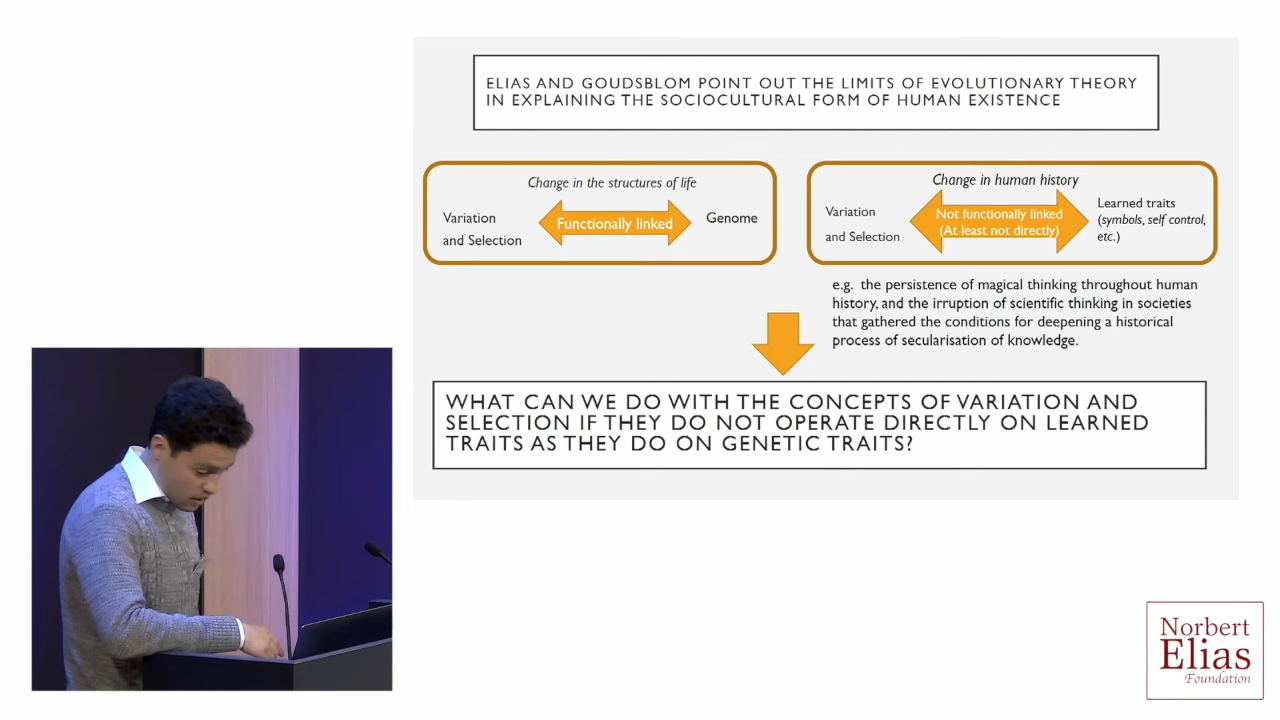 ELIAS AND GOUDSBLOM POINT OUT THE LIMITS OF EVOLUTIONARY THEORY
IN EXPLAINING THE SOCIOCULTURAL FORM OF HUMAN EXISTENCE
Change in the structures of life
Variation
and Selection
Functionally linked
Genome
Change in human history
Variation
and Selection
Not functionally linked
(At least not directly)
Learned traits
(symbols, self control,
etc.)
e.g. the persistence of magical thinking throughout human
history, and the irruption of scientific thinking in societies
that gathered the conditions for deepening a historical
process of secularisation of knowledge.
WHAT CAN WE DO WITH THE CONCEPTS OF VARIATION AND
SELECTION IF THEY DO NOT OPERATE DIRECTLY ON LEARNED
TRAITS AS THEY DO ON GENETIC TRAITS?
Norbert
Elias
Foundation